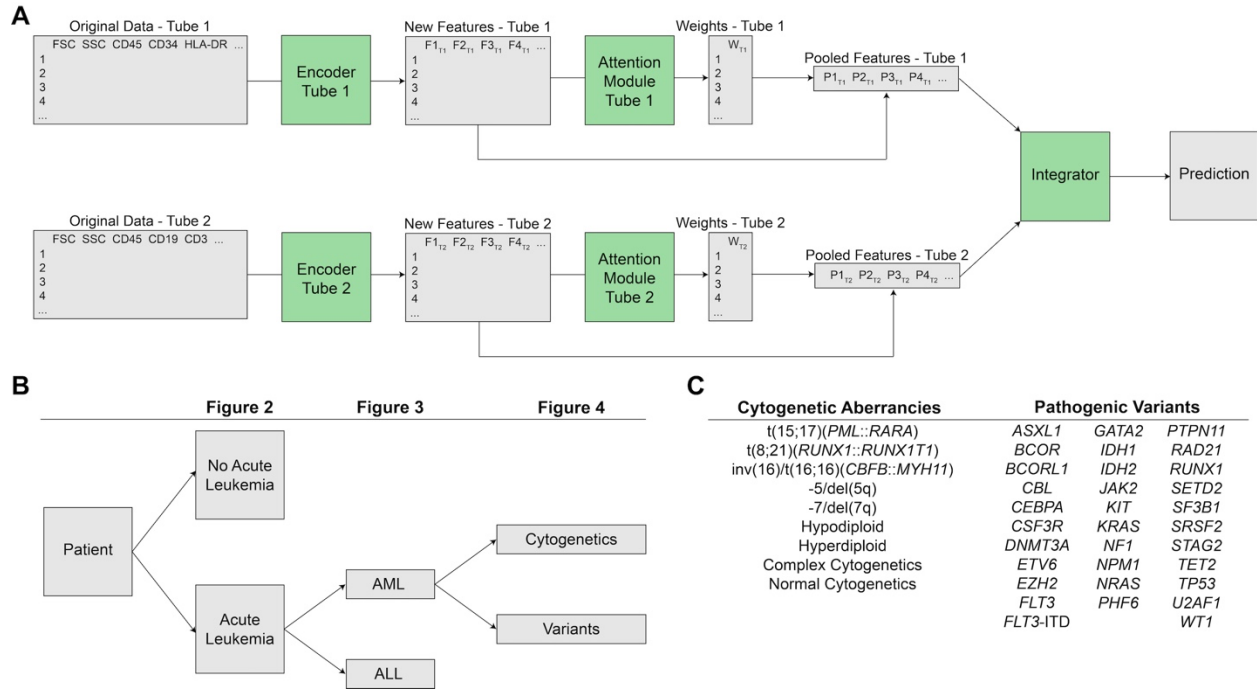 A
Original Data - Tube 1
FSC SSC CD45 CD34 HLA-DR ...
1
2
3
4
...
Encoder
Tube 1
New Features - Tube 1
F1T1 F2T1 F3T1 F4T1 ...
1
2
3
4
...
Attention
Module
Tube 1
Weights - Tube 1
WT1
1
2
3
4
...
Pooled Features - Tube 1
P1T1 P2T1 P3T1 P4T1 ...
Original Data - Tube 2
FSC SSC CD45 CD19 CD3 ...
1
2
3
4
...
Encoder
Tube 2
New Features - Tube 2
F1T2 F2T2 F3T2 F4T2 ...
1
2
3
4
...
Attention
Module
Tube 2
Weights - Tube 2
WT2
1
2
3
4
...
Pooled Features - Tube 2
P1T2 P2T2 P3T2 P4T2 ...
Integrator
Prediction
B
Figure 2 Figure 3 Figure 4
Patient
No Acute
Leukemia
Acute
Leukemia
AML
ALL
Cytogenetics
Variants
C
Cytogenetic Aberrancies
t(15;17)(PML::RARA)
t(8;21)(RUNX1::RUNX1T1)
inv(16)/t(16;16)(CBFB::MYH11)
-5/del(5q)
-7/del(7q)
Hypodiploid
Hyperdiploid
Complex Cytogenetics
Normal Cytogenetics
Pathogenic Variants
ASXL1 GATA2 PTPN11
BCOR IDH1 RAD21
BCORL1 IDH2 RUNX1
CBL JAK2 SETD2
CEBPA KIT SF3B1
CSF3R KRAS SRSF2
DNMT3A NF1 STAG2
ETV6 NPM1 TET2
EZH2 NRAS TP53
FLT3 PHF6 U2AF1
FLT3-ITD WT1